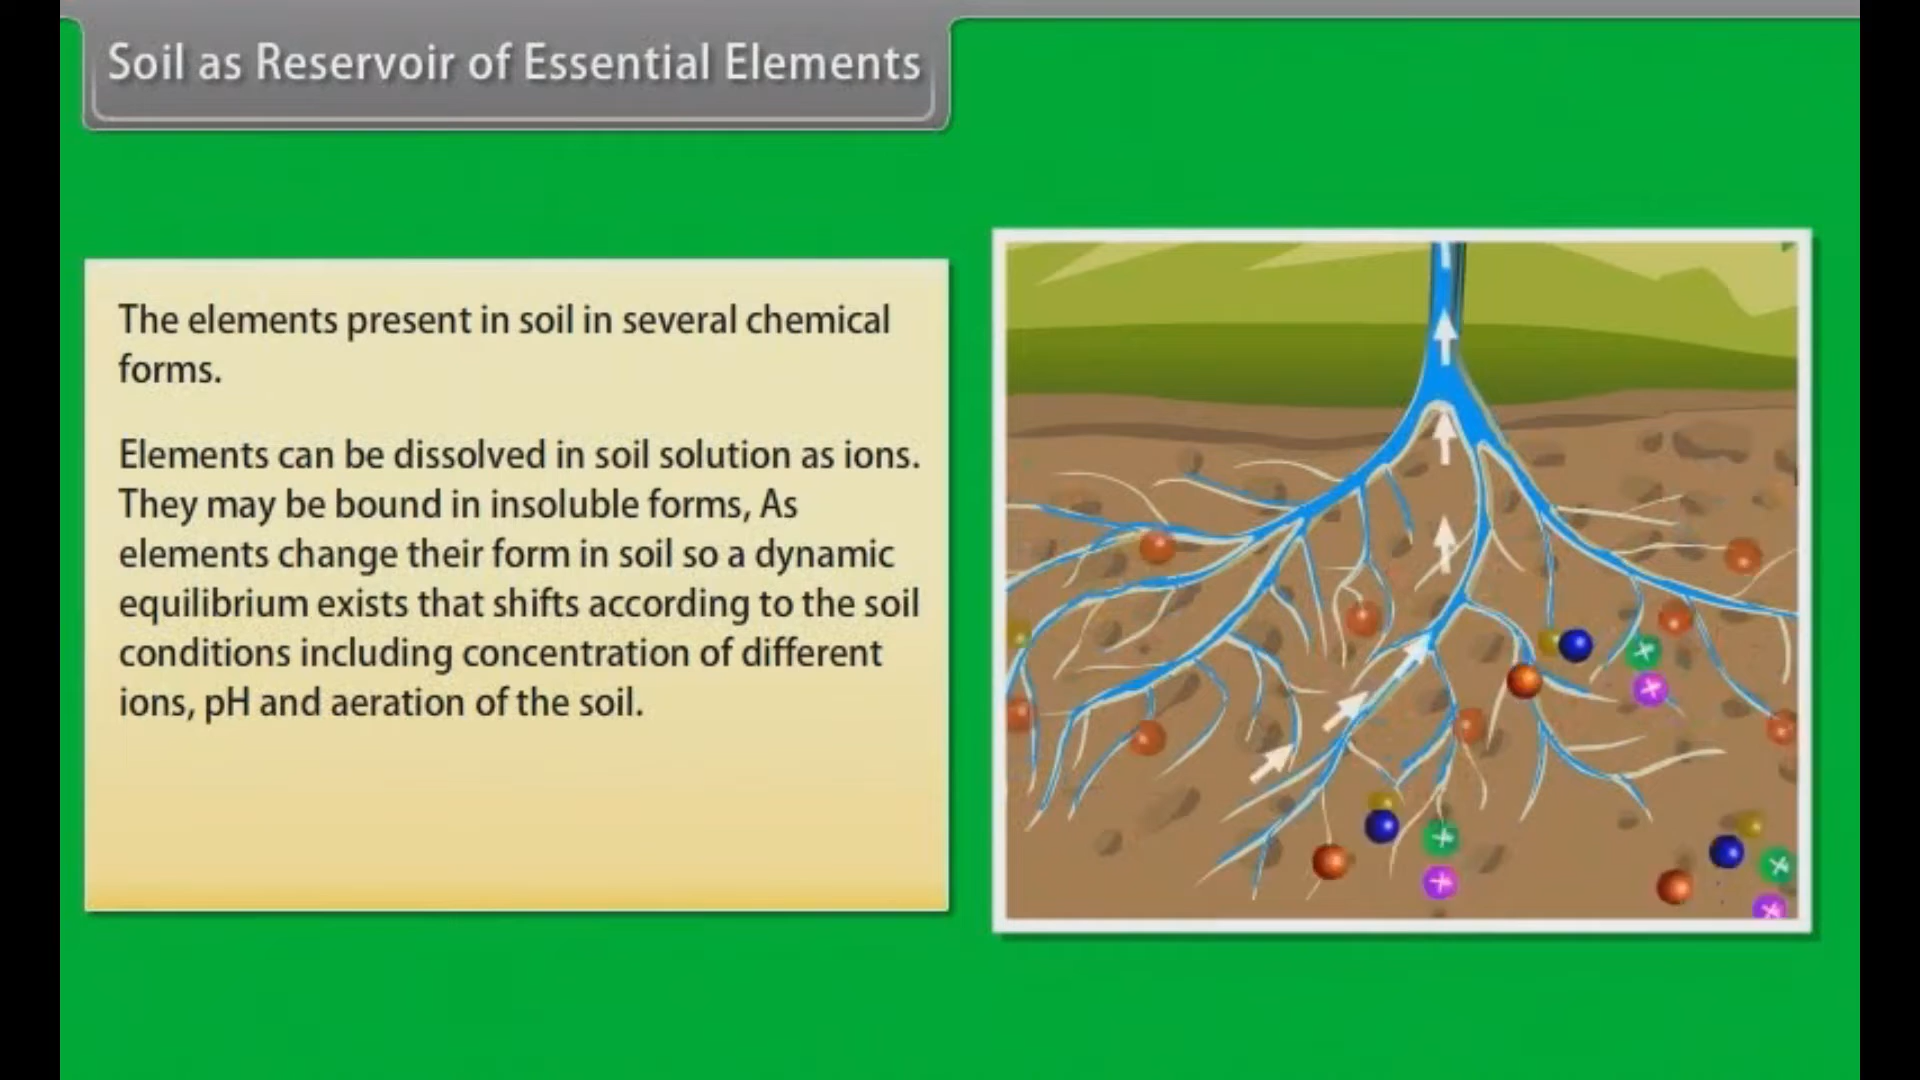 Soil as Reservoir of Essential Elements
The elements present in soil in several chemical
forms.
Elements can be dissolved in soil solution as ions.
They may be bound in insoluble forms, As
elements change their form in soil so a dynamic
equilibrium exists that shifts according to the soil
conditions including concentration of different
ions, pH and aeration of the soil.